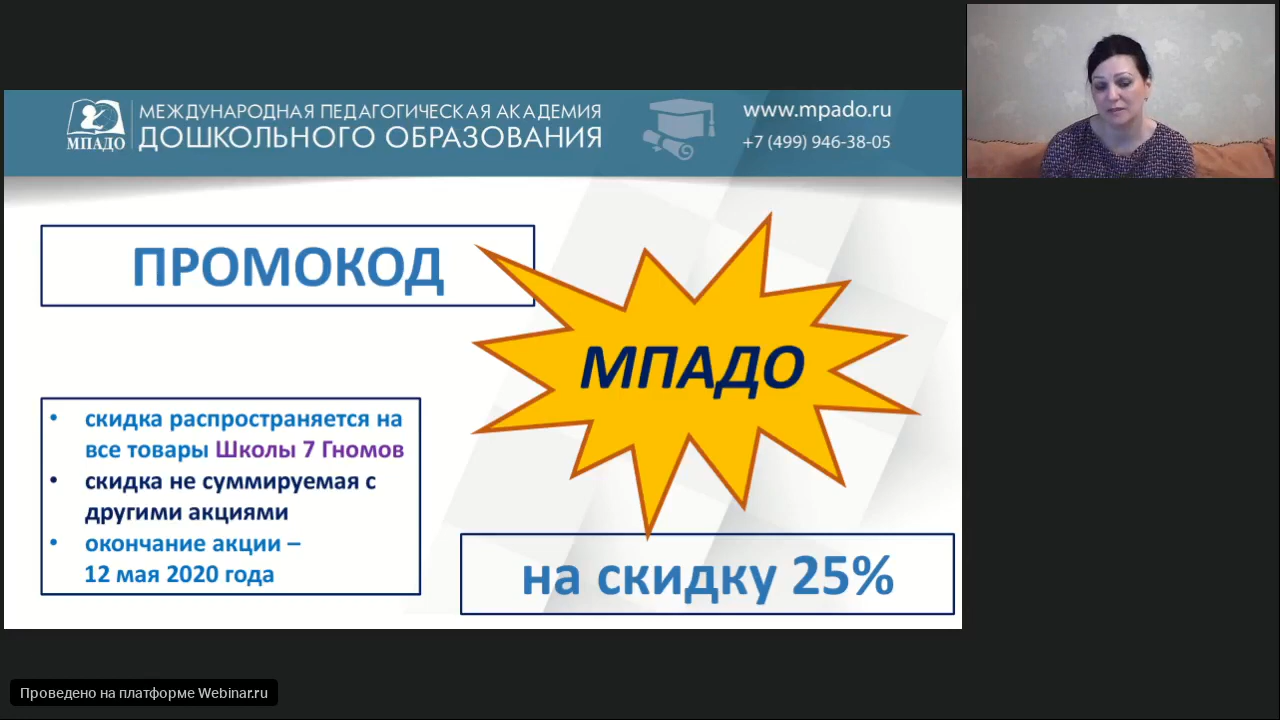 МЕЖДУНАРОДНАЯ ПЕДАГОГИЧЕСКАЯ АКАДЕМИЯ
МПАДО ДОШКОЛЬНОГО ОБРАЗОВАНИЯ
www.mpado.ru
+7 (499) 946-38-05
ПРОМОКОД
МПАДО
• скидка распространяется на
все товары Школы 7 Гномов
• скидка не суммируемая с
другими акциями
• окончание акции –
12 мая 2020 года
на скидку 25%
Проведено на платформе Webinar.ru